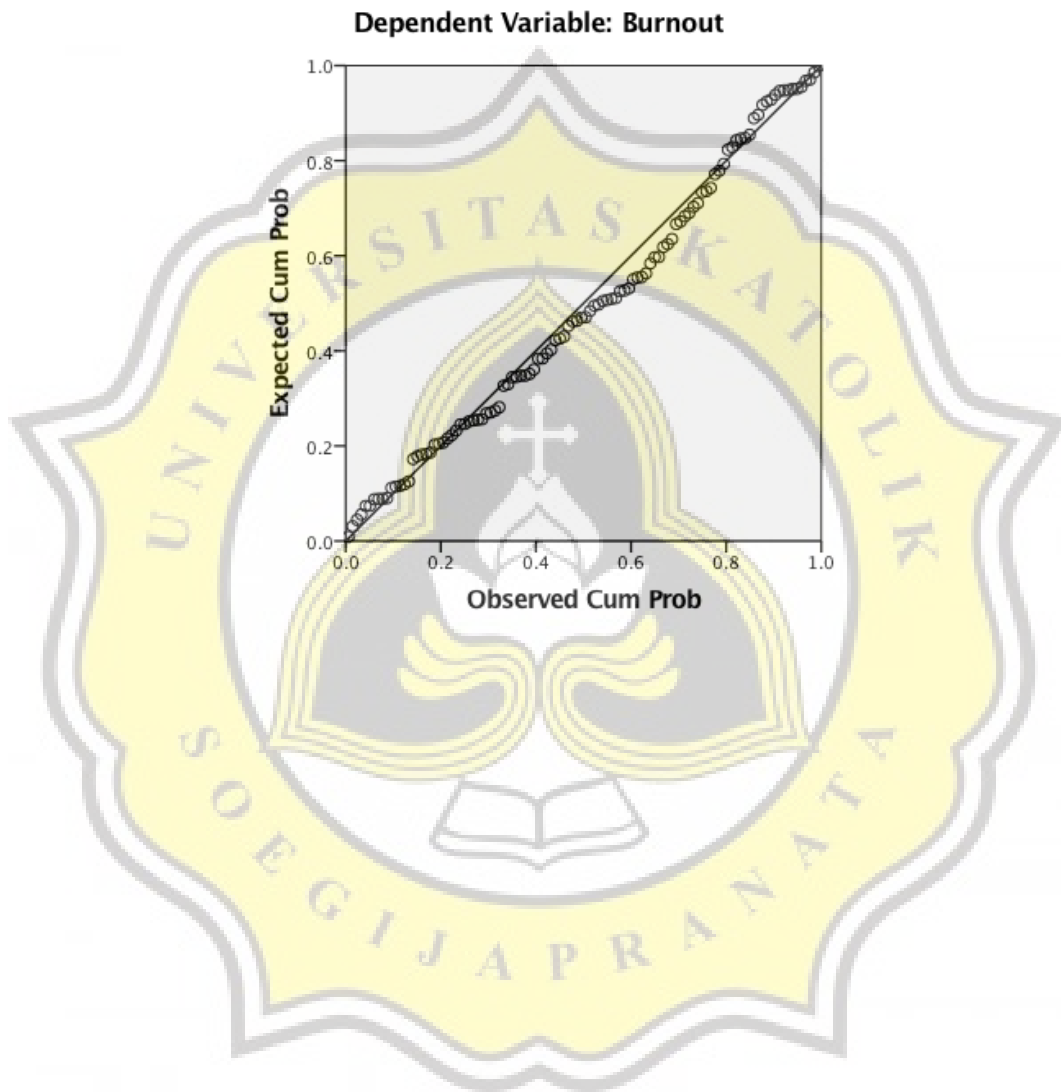 Dependent Variable: Burnout
Expected Cum Prob
1.0
0.8
0.6
0.4
0.2
0.0
0.0 0.2 0.4 0.6 0.8 1.0
Observed Cum Prob
UNIVERSITAS KATOLIK
SOEGIJAPRANATA